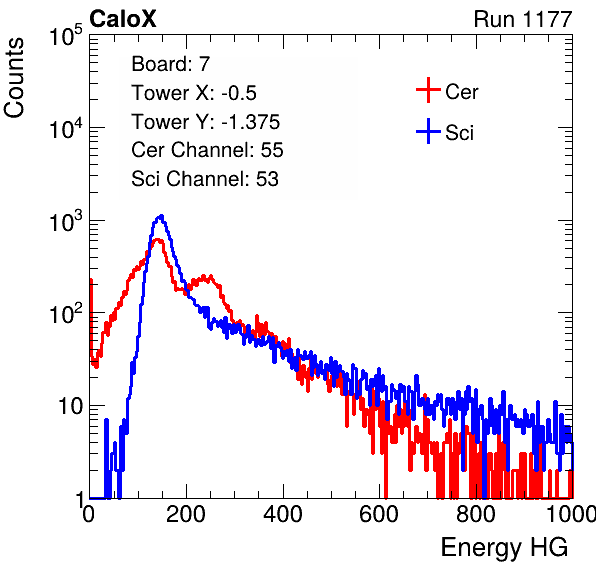 CaloX Run 1177
Counts
10^5
10^4
10^3
10^2
10
1
Board: 7
Tower X: -0.5
Tower Y: -1.375
Cer Channel: 55
Sci Channel: 53
Cer
Sci
0 200 400 600 800 1000
Energy HG